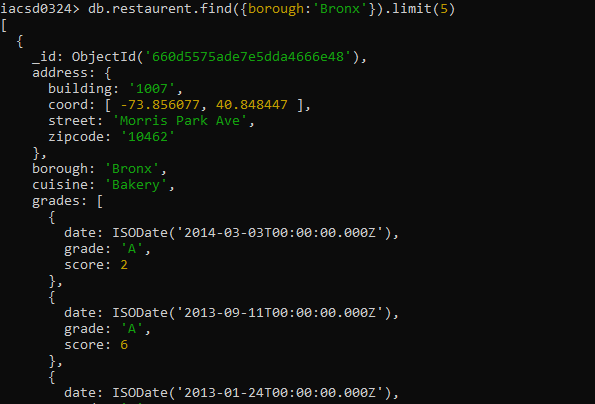 iacsd0324> db.restaurent.find({borough:'Bronx'}).limit(5)
[
  {
    _id: ObjectId('660d5575ade7e5dda4666e48'),
    address: {
      building: '1007',
      coord: [ -73.856077, 40.848447 ],
      street: 'Morris Park Ave',
      zipcode: '10462'
    },
    borough: 'Bronx',
    cuisine: 'Bakery',
    grades: [
      {
        date: ISODate('2014-03-03T00:00:00.000Z'),
        grade: 'A',
        score: 2
      },
      {
        date: ISODate('2013-09-11T00:00:00.000Z'),
        grade: 'A',
        score: 6
      },
      {
        date: ISODate('2013-01-24T00:00:00.000Z'),